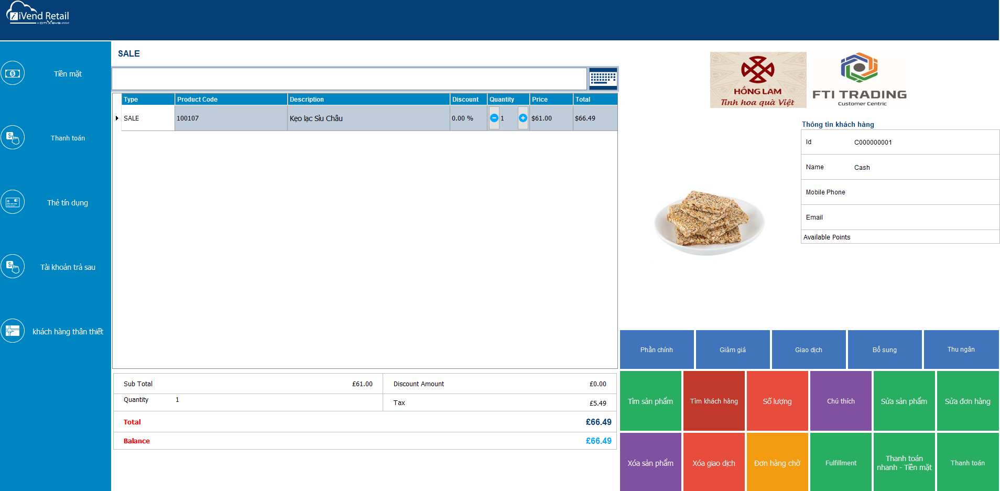 iVend Retail
a CitiXsys product
Tiền mặt
Thanh toán
Thẻ tín dụng
Tài khoản trả sau
khách hàng thân thiết
SALE
Type Product Code Description Discount Quantity Price Total
SALE 100107 Kẹo lạc Sìu Châu 0.00 % 1 $61.00 $66.49
Sub Total £61.00 Discount Amount £0.00
Quantity 1 Tax £5.49
Total £66.49
Balance £66.49
HỒNG LAM
Tinh hoa quà Việt
FTI TRADING
Customer Centric
Thông tin khách hàng
Id C000000001
Name Cash
Mobile Phone
Email
Available Points
Phần chính Giảm giá Giao dịch Bổ sung Thu ngân
Tìm sản phẩm Tìm khách hàng Số lượng Chú thích Sửa sản phẩm Sửa đơn hàng
Xóa sản phẩm Xóa giao dịch Đơn hàng chờ Fulfillment Thanh toán
nhanh - Tiền mặt Thanh toán